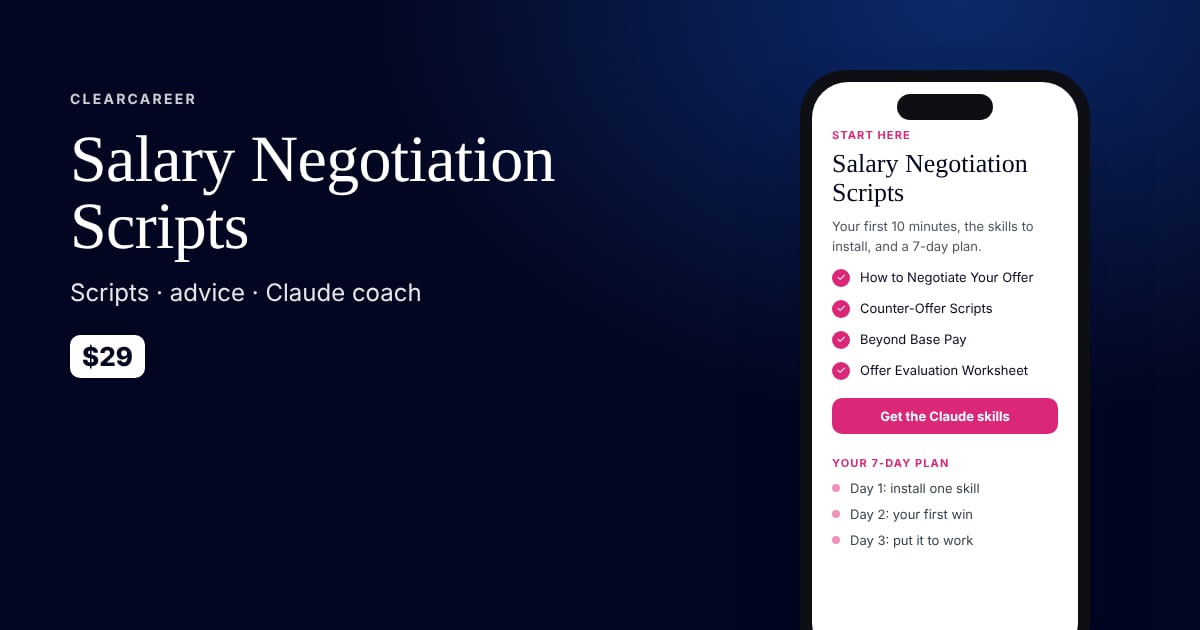 CLEARCAREER
Salary Negotiation
Scripts
Scripts · advice · Claude coach
$29
START HERE
Salary Negotiation
Scripts
Your first 10 minutes, the skills to
install, and a 7-day plan.
How to Negotiate Your Offer
Counter-Offer Scripts
Beyond Base Pay
Offer Evaluation Worksheet
Get the Claude skills
YOUR 7-DAY PLAN
Day 1: install one skill
Day 2: your first win
Day 3: put it to work